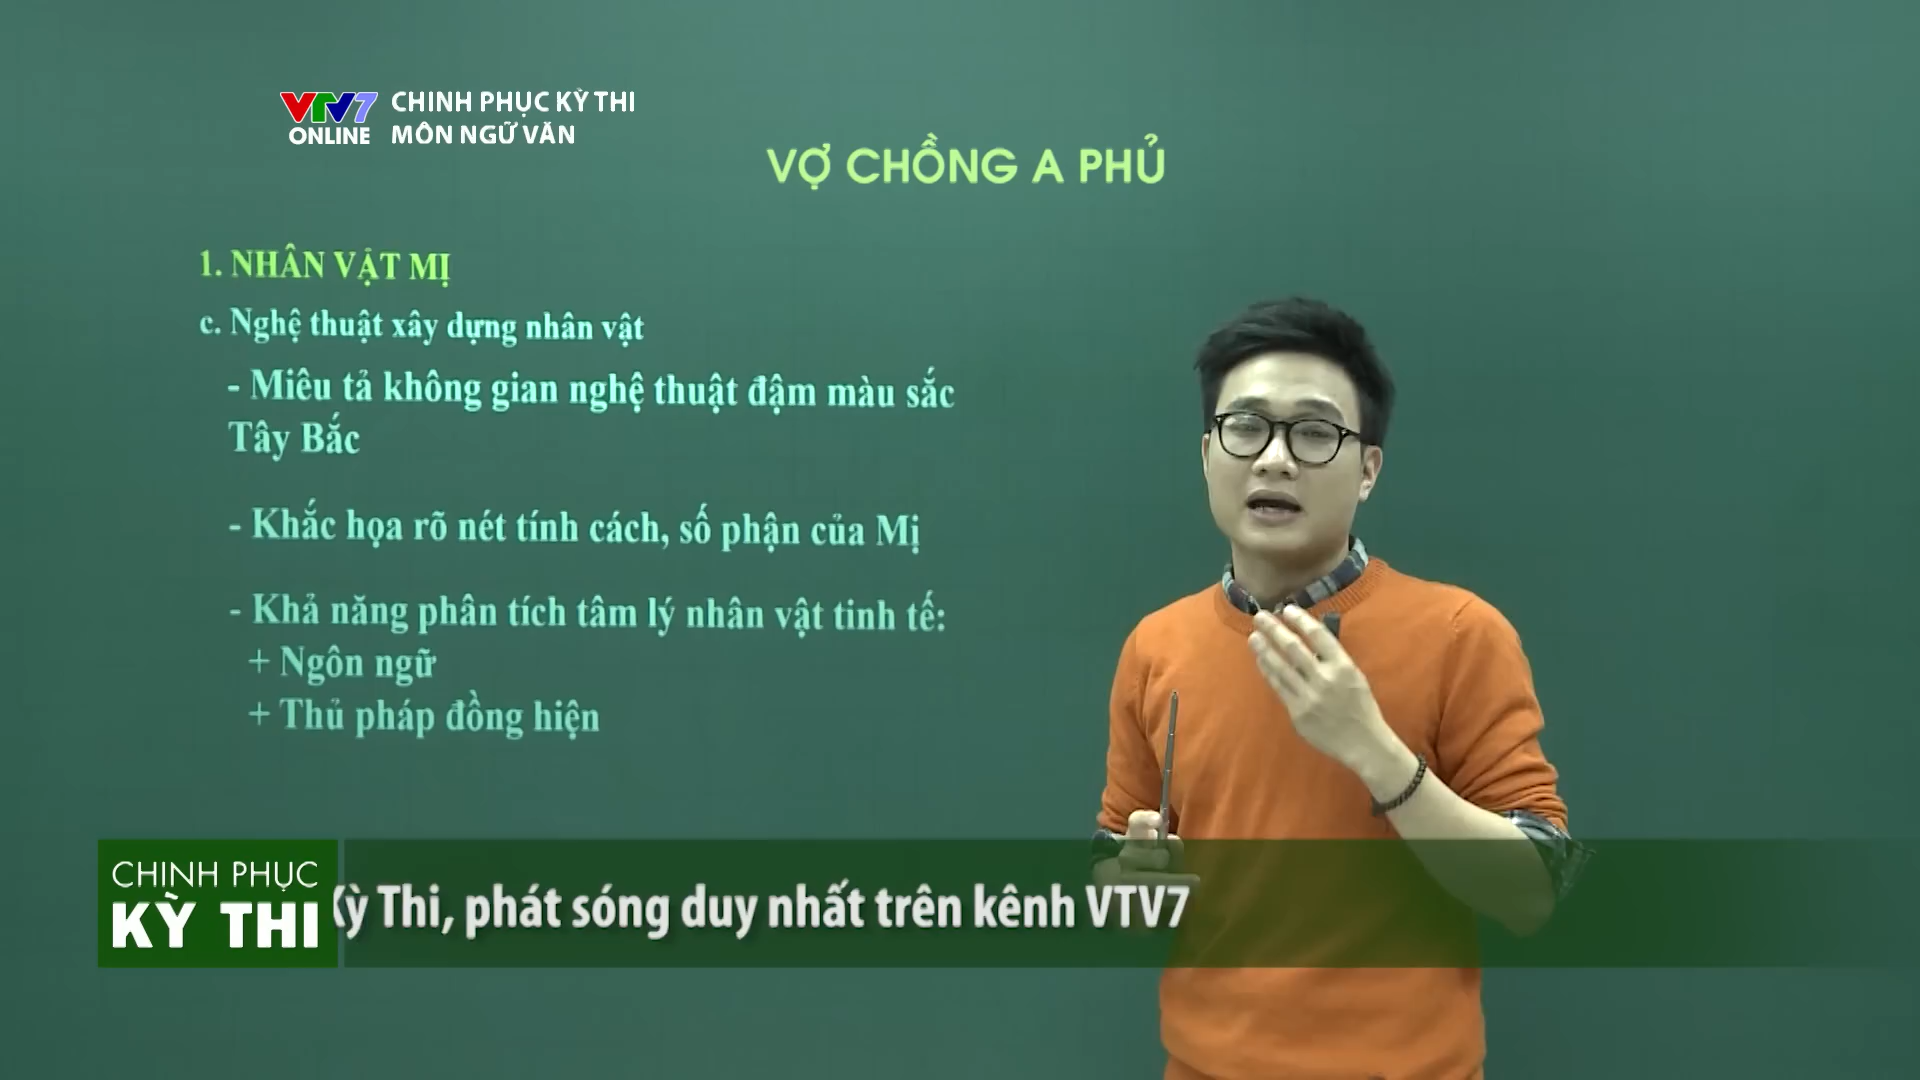 VTV7
ONLINE
CHINH PHỤC KỲ THI
MÔN NGỮ VĂN
VỢ CHỒNG A PHỦ
1. NHÂN VẬT MỊ
c. Nghệ thuật xây dựng nhân vật
- Miêu tả không gian nghệ thuật đậm màu sắc
Tây Bắc
- Khắc họa rõ nét tính cách, số phận của Mị
- Khả năng phân tích tâm lý nhân vật tinh tế:
+ Ngôn ngữ
+ Thủ pháp đồng hiện
CHINH PHỤC
KỲ THI
Kỳ Thi, phát sóng duy nhất trên kênh VTV7